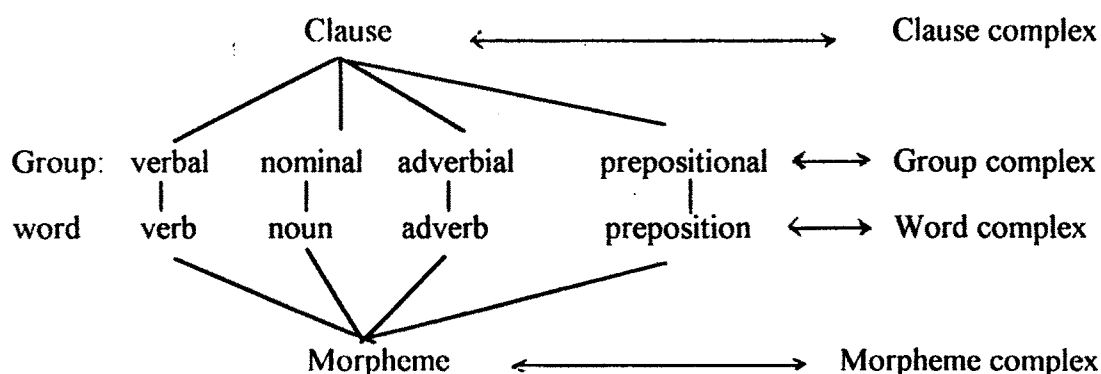 Clause Clause complex
Group: verbal nominal adverbial prepositional Group complex
word verb noun adverb preposition Word complex
Morpheme Morpheme complex